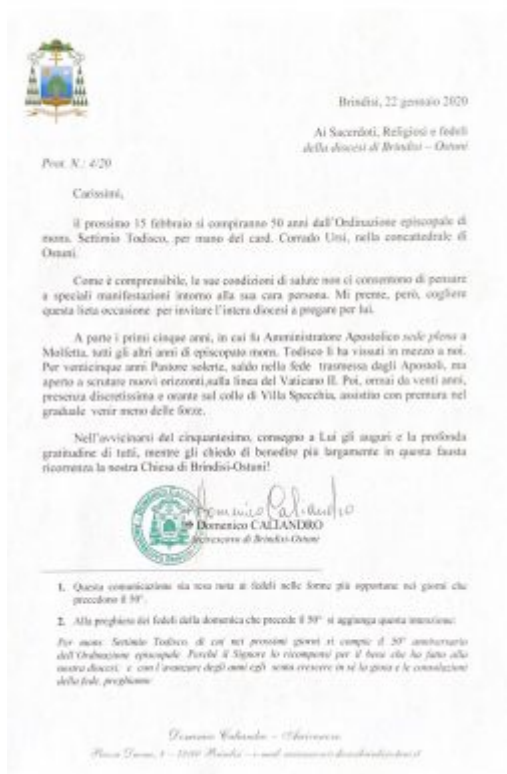 Brindisi, 22 gennaio 2020
Ai Sacerdoti, Religiosi e fedeli
della diocesi di Brindisi – Ostuni
Prot. N.: 4/20
Carissimi,
il prossimo 15 febbraio si compiranno 50 anni dall'Ordinazione episcopale di
mons. Settimio Todisco, per mano del card. Corrado Ursi, nella concattedrale di
Ostuni.
Come è comprensibile, le sue condizioni di salute non ci consentono di pensare
a speciali manifestazioni intorno alla sua cara persona. Mi preme, però, cogliere
questa lieta occasione per invitare l'intera diocesi a pregare per lui.
A parte i primi cinque anni, in cui fu Amministratore Apostolico sede plena a
Molfetta, tutti gli altri anni di episcopato mons. Todisco li ha vissuti in mezzo a noi.
Per venticinque anni Pastore solerte, saldo nella fede trasmessa dagli Apostoli, ma
aperto a scrutare nuovi orizzonti,sulla linea del Vaticano II. Poi, ormai da venti anni,
presenza discretissima e orante sul colle di Villa Specchia, assistito con premura nel
graduale venir meno delle forze.
Nell'avvicinarsi del cinquantesimo, consegno a Lui gli auguri e la profonda
gratitudine di tutti, mentre gli chiedo di benedire più largamente in questa fausta
ricorrenza la nostra Chiesa di Brindisi-Ostuni!
Domenico Caliandro
Domenico CALIANDRO
Arcivescovo di Brindisi-Ostuni
1. Questa comunicazione sia resa nota ai fedeli nelle forme più opportune nei giorni che
precedono il 50°.
2. Alla preghiera dei fedeli della domenica che precede il 50° si aggiunga questa intenzione:
Per mons. Settimio Todisco, di cui nei prossimi giorni si compie il 50° anniversario
dell'Ordinazione episcopale. Perché il Signore lo ricompensi per il bene che ha fatto alla
nostra diocesi, e con l'avanzare degli anni egli senta crescere in sé la gioia e le consolazioni
della fede, preghiamo
Domenico Caliandro – Arcivescovo
Piazza Duomo, – Brindisi – e-mail